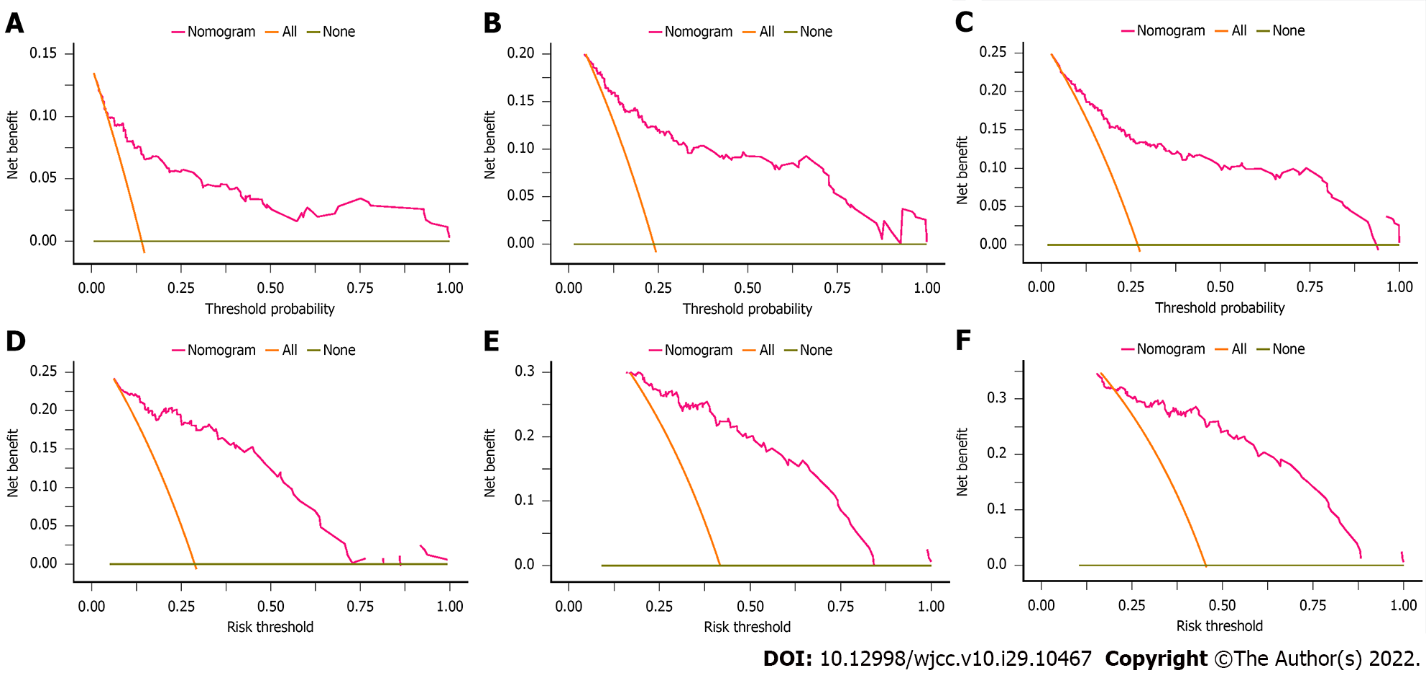 A
Nomogram All None
0.15
0.10
0.05
0.00
Net benefit
0.00 0.25 0.50 0.75 1.00
Threshold probability
B
Nomogram All None
0.20
0.15
0.10
0.05
0.00
Net benefit
0.00 0.25 0.50 0.75 1.00
Threshold probability
C
Nomogram All None
0.25
0.20
0.15
0.10
0.05
0.00
Net benefit
0.00 0.25 0.50 0.75 1.00
Threshold probability
D
Nomogram All None
0.25
0.20
0.15
0.10
0.05
0.00
Net benefit
0.00 0.25 0.50 0.75 1.00
Risk threshold
E
Nomogram All None
0.3
0.2
0.1
0.0
Net benefit
0.00 0.25 0.50 0.75 1.00
Risk threshold
F
Nomogram All None
0.3
0.2
0.1
0.0
Net benefit
0.00 0.25 0.50 0.75 1.00
Risk threshold
DOI: 10.12998/wjcc.v10.i29.10467 Copyright ©The Author(s) 2022.